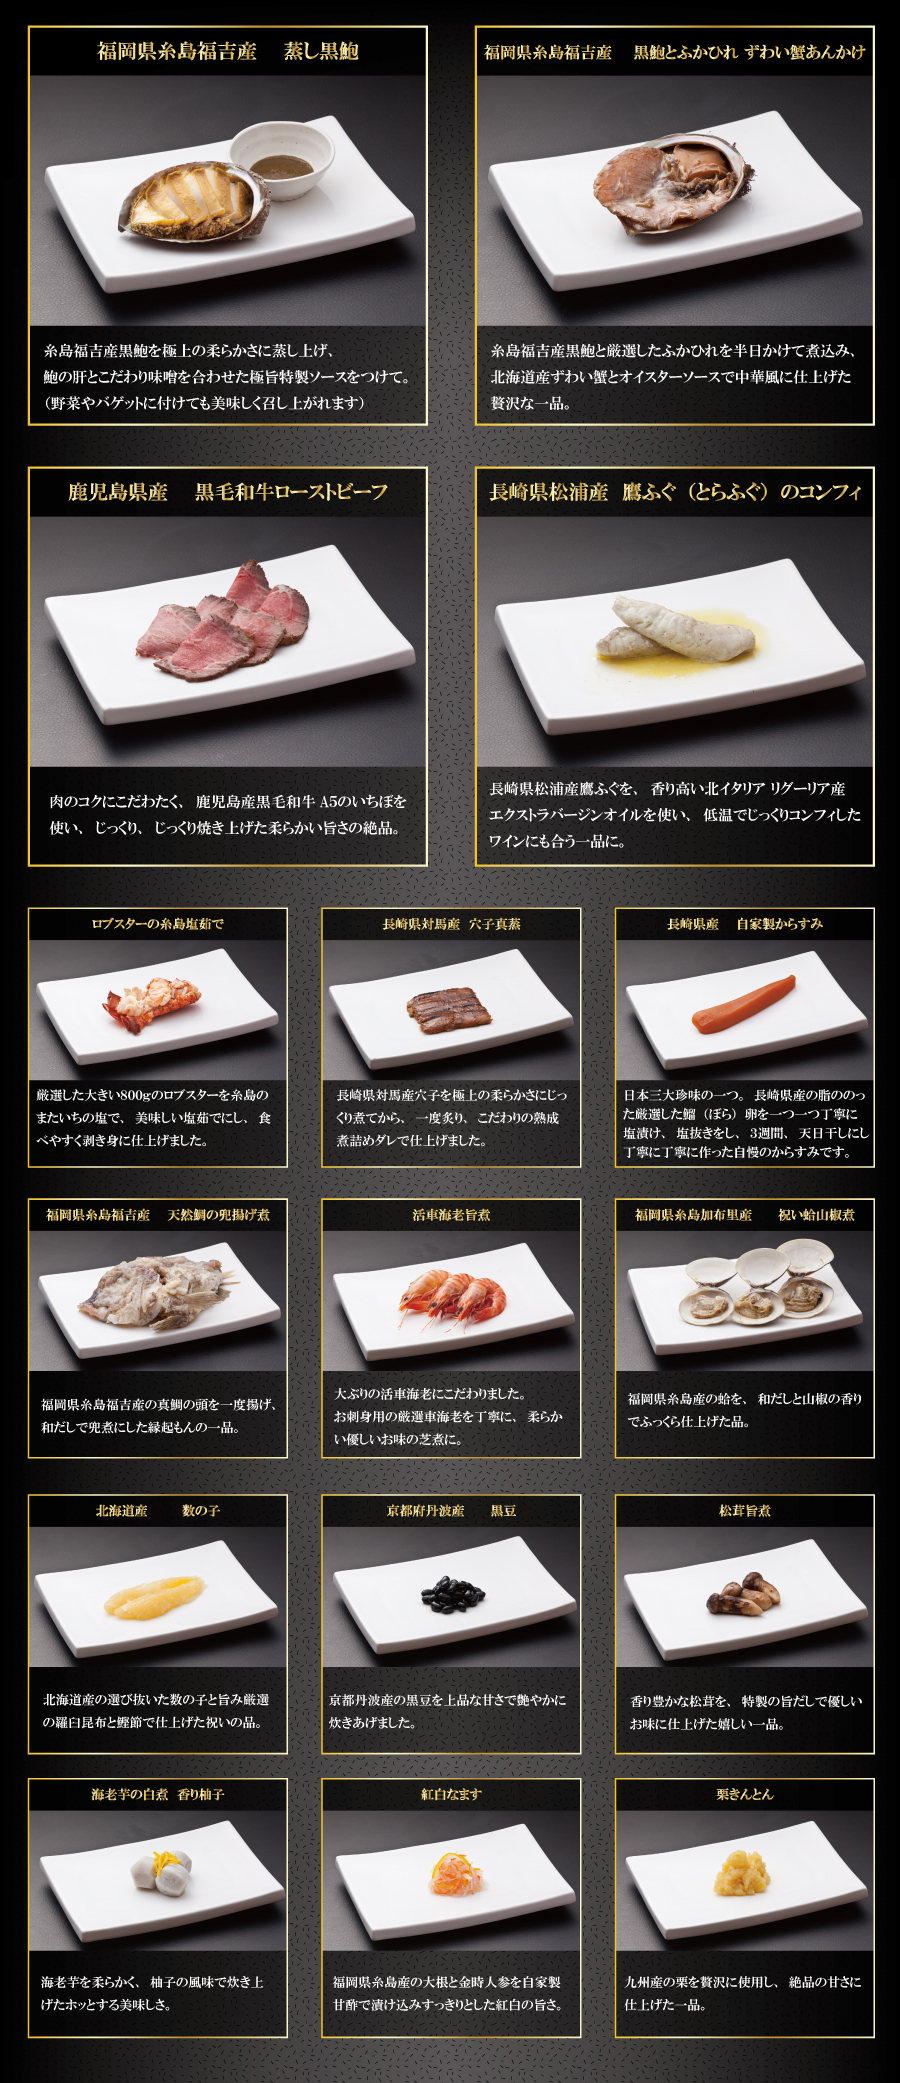 福岡県糸島福吉産 蒸し黒鮑
糸島福吉産黒鮑を極上の柔らかさに蒸し上げ、
鮑の肝とこだわり味噌を合わせた極旨特製ソースをつけて。
（野菜やバゲットに付けても美味しく召し上がれます）
福岡県糸島福吉産 黒鮑とふかひれ ずわい蟹あんかけ
糸島福吉産黒鮑と厳選したふかひれを半日かけて煮込み、
北海道産ずわい蟹とオイスターソースで中華風に仕上げた
贅沢な一品。
鹿児島県産 黒毛和牛ローストビーフ
肉のコクにこだわたく、鹿児島産黒毛和牛 A5のいちぼを
使い、じっくり、じっくり焼き上げた柔らかい旨さの絶品。
長崎県松浦産 鷹ふぐ（とらふぐ）のコンフィ
長崎県松浦産鷹ふぐを、香り高い北イタリア リグーリア産
エクストラバージンオイルを使い、低温でじっくりコンフィした
ワインにも合う一品に。
ロブスターの糸島塩茹で
厳選した大きい800gのロブスターを糸島の
またいちの塩で、美味しい塩茹でにし、食
べやすく剥き身に仕上げました。
長崎県対馬産 穴子真蒸
長崎県対馬産穴子を極上の柔らかさにじっ
くり煮てから、一度炙り、こだわりの熟成
煮詰めダレで仕上げました。
長崎県産 自家製からすみ
日本三大珍味の一つ。長崎県産の脂ののっ
た厳選した鰡（ぼら）卵を一つ一つ丁寧に
塩漬け、塩抜きをし、3週間、天日干しにし
丁寧に丁寧に作った自慢のからすみです。
福岡県糸島福吉産 天然鯛の兜揚げ煮
福岡県糸島福吉産の真鯛の頭を一度揚げ、
和だしで兜煮にした縁起もんの一品。
活車海老旨煮
大ぶりの活車海老にこだわりました。
お刺身用の厳選車海老を丁寧に、柔らか
い優しいお味の芝煮に。
福岡県糸島加布里産 祝い蛤山椒煮
福岡県糸島産の蛤を、和だしと山椒の香り
でふっくら仕上げた品。
北海道産 数の子
北海道産の選び抜いた数の子と旨み厳選
の羅臼昆布と鰹節で仕上げた祝いの品。
京都府丹波産 黒豆
京都丹波産の黒豆を上品な甘さで艶やかに
炊きあげました。
松茸旨煮
香り豊かな松茸を、特製の旨だしで優しい
お味に仕上げた嬉しい一品。
海老芋の白煮 香り柚子
海老芋を柔らかく、柚子の風味で炊き上
げたホッとする美味しさ。
紅白なます
福岡県糸島産の大根と金時人参を自家製
甘酢で漬け込みすっきりとした紅白の旨さ。
栗きんとん
九州産の栗を贅沢に使用し、絶品の甘さに
仕上げた一品。